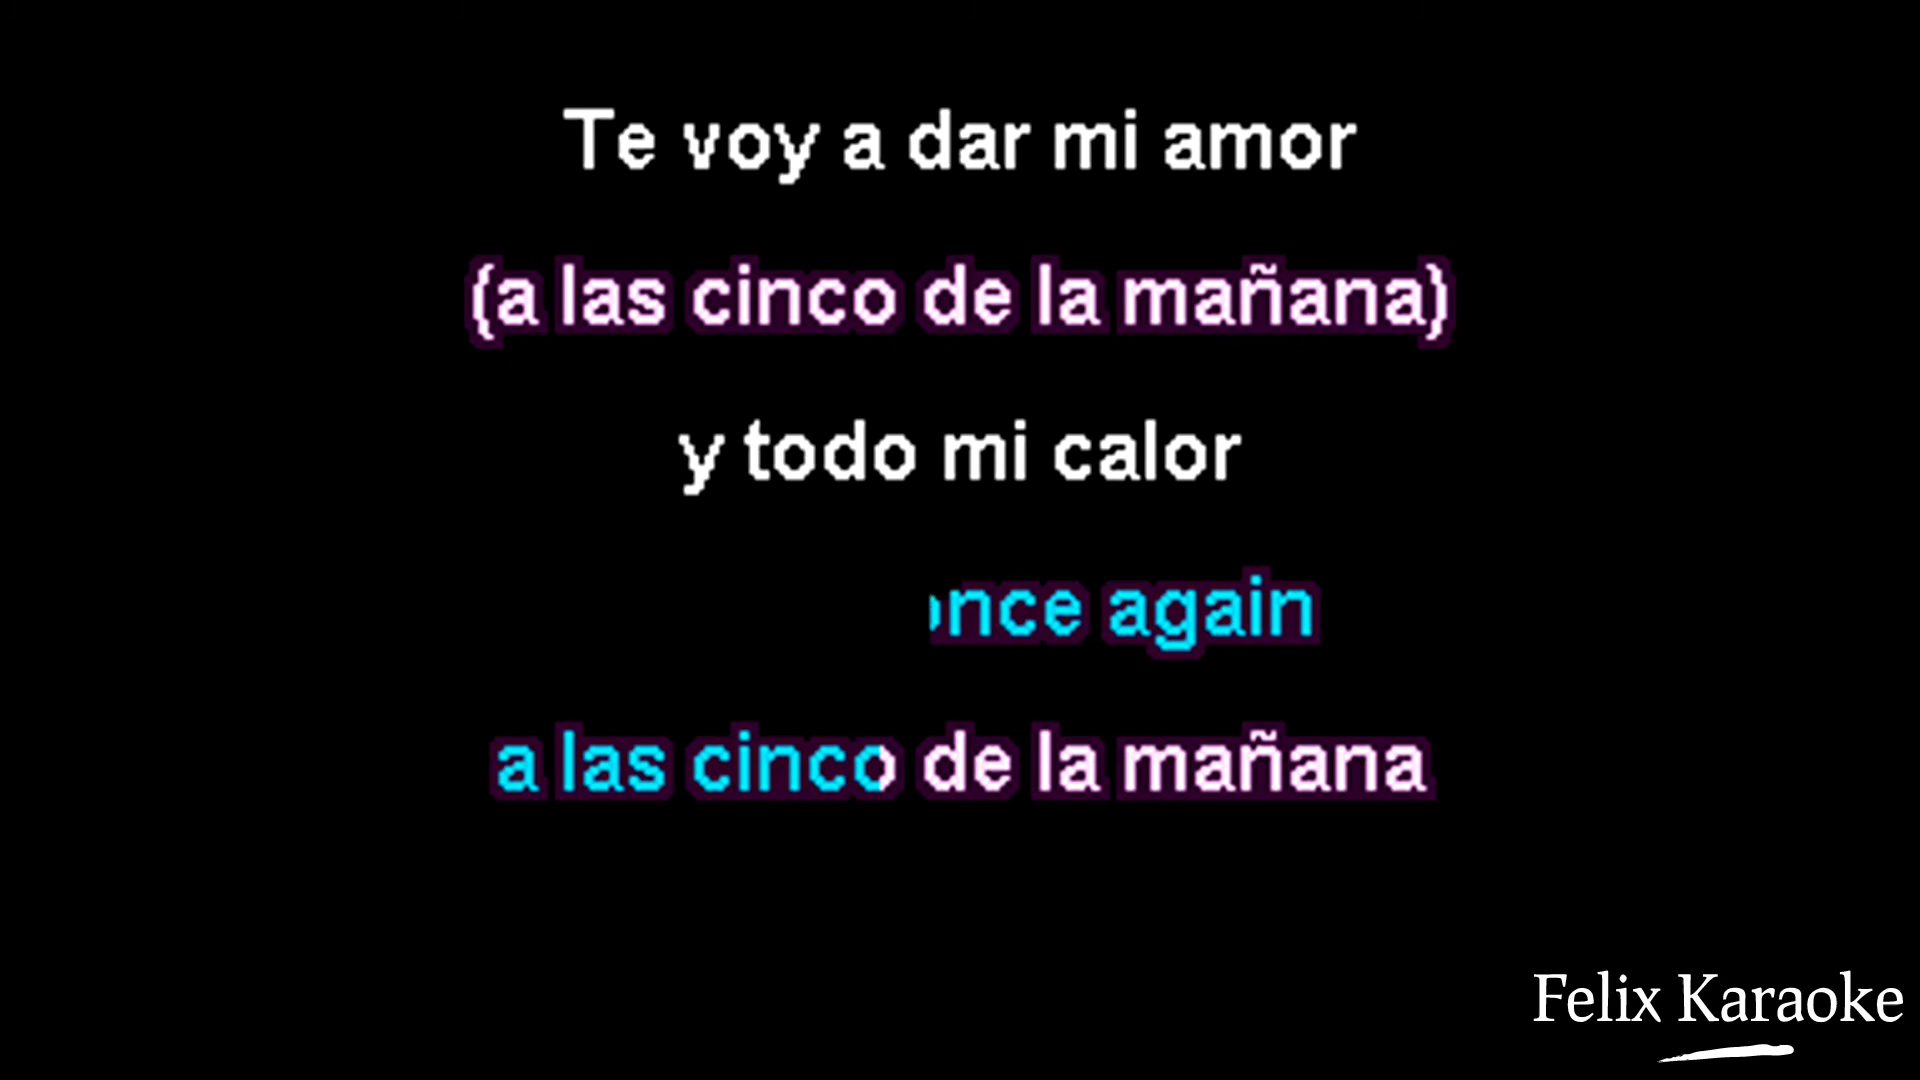 Te voy a dar mi amor
(a las cinco de la mañana)
y todo mi calor
again
a las cinco de la mañana
Felix Karaoke